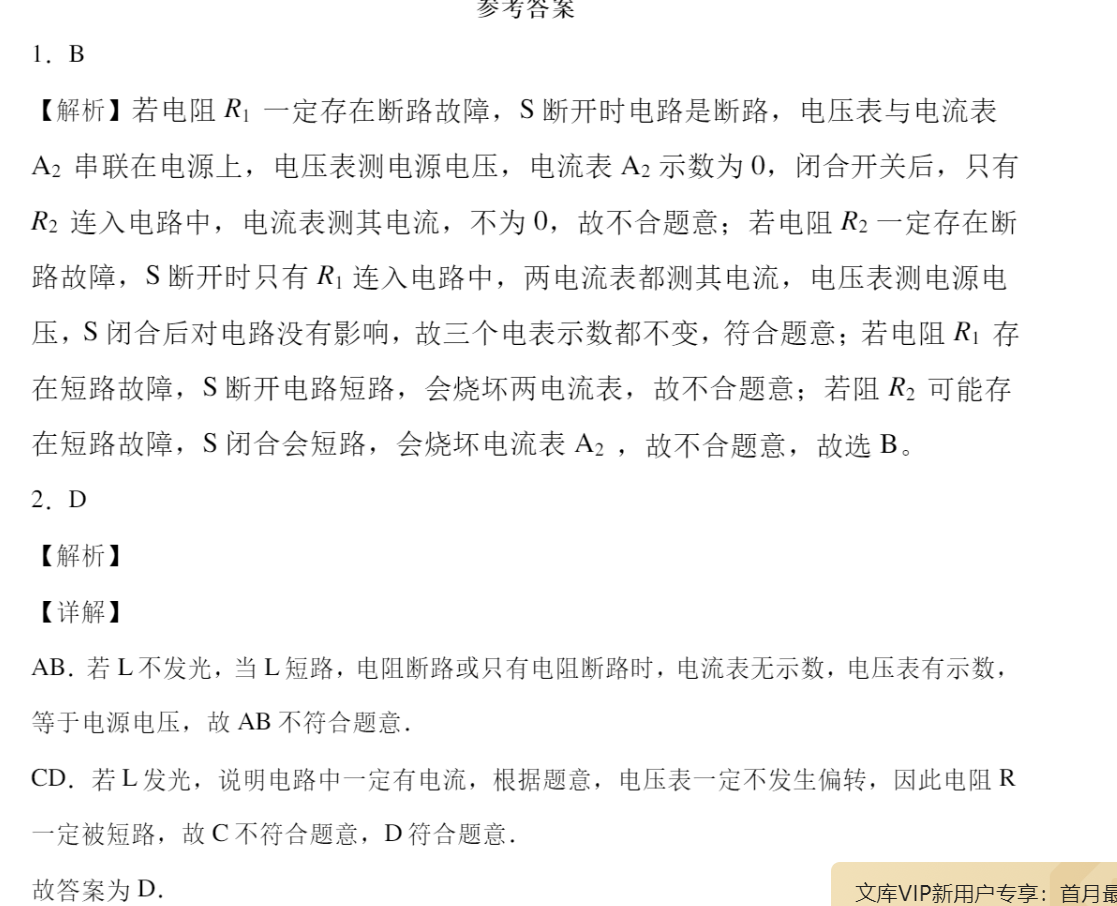 参考答案
1．B
【解析】若电阻 R1 一定存在断路故障，S 断开时电路是断路，电压表与电流表
A2 串联在电源上，电压表测电源电压，电流表 A2 示数为 0，闭合开关后，只有
R2 连入电路中，电流表测其电流，不为 0，故不合题意；若电阻 R2 一定存在断
路故障，S 断开时只有 R1 连入电路中，两电流表都测其电流，电压表测电源电
压，S 闭合后对电路没有影响，故三个电表示数都不变，符合题意；若电阻 R1 存
在短路故障，S 断开电路短路，会烧坏两电流表，故不合题意；若阻 R2 可能存
在短路故障，S 闭合会短路，会烧坏电流表 A2 ，故不合题意，故选 B。
2．D
【解析】
【详解】
AB．若 L 不发光，当 L 短路，电阻断路或只有电阻断路时，电流表无示数，电压表有示数，
等于电源电压，故 AB 不符合题意．
CD．若 L 发光，说明电路中一定有电流，根据题意，电压表一定不发生偏转，因此电阻 R
一定被短路，故 C 不符合题意，D 符合题意．
故答案为 D．
文库VIP新用户专享：首月最